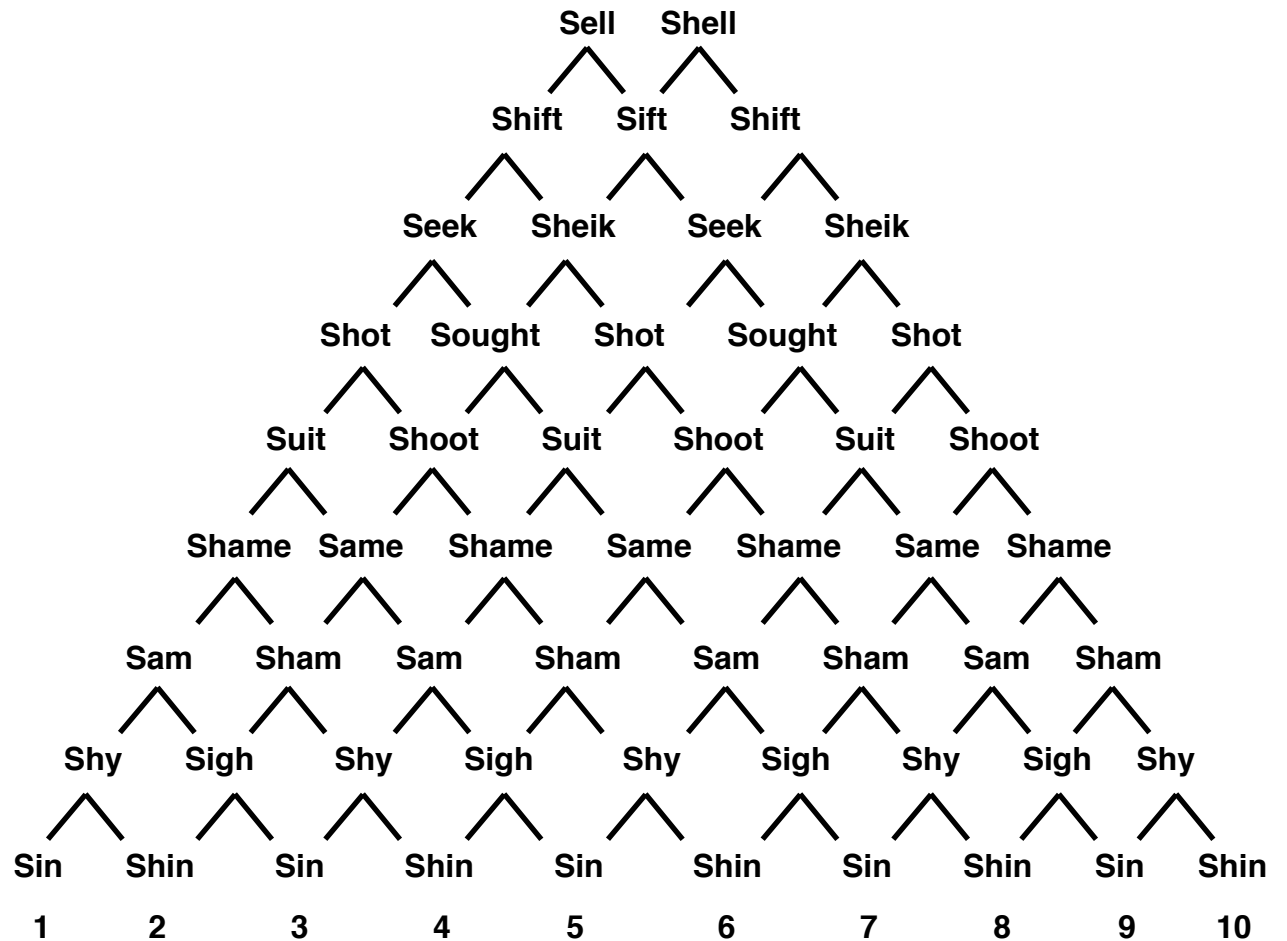 Sell Shell
Shift Sift Shift
Seek Sheik Seek Sheik
Shot Sought Shot Sought Shot
Suit Shoot Suit Shoot Suit Shoot
Shame Same Shame Same Shame Same Shame
Sam Sham Sam Sham Sam Sham Sam Sham
Shy Sigh Shy Sigh Shy Sigh Shy Sigh Shy
Sin Shin Sin Shin Sin Shin Sin Shin Sin Shin
1 2 3 4 5 6 7 8 9 10